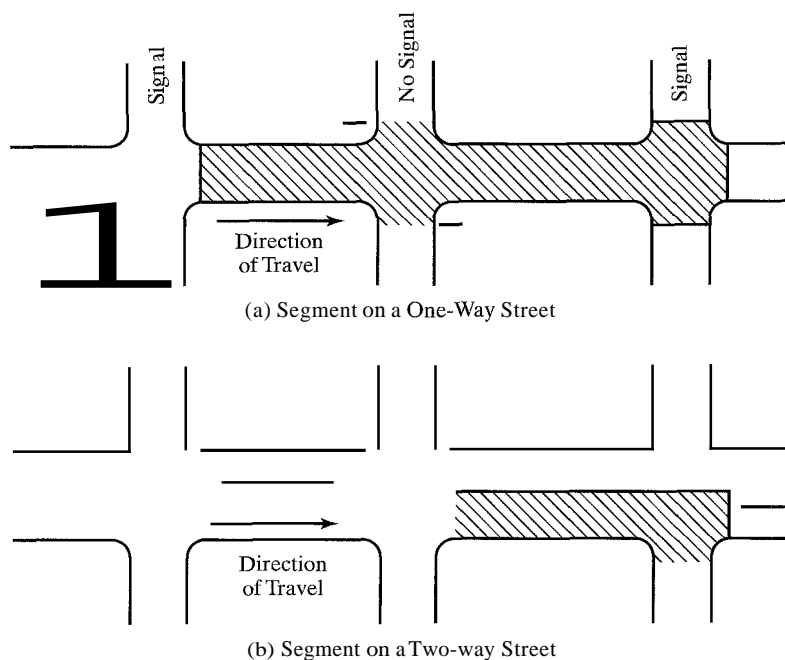 Signal
No Signal
Signal
1
Direction
of Travel
(a) Segment on a One-Way Street
Direction
of Travel
(b) Segment on a Two-way Street